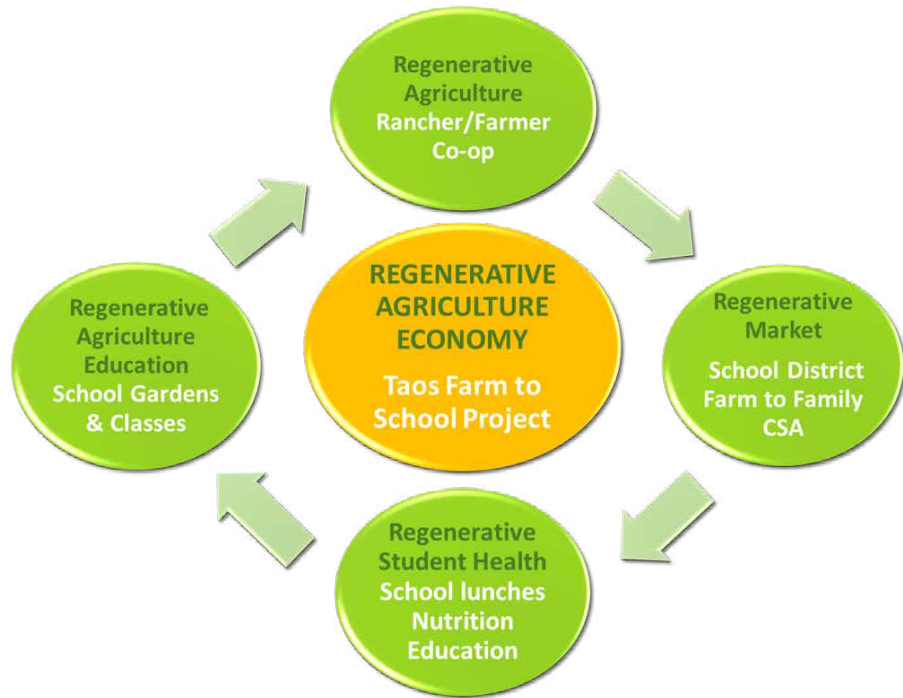 Regenerative
Agriculture
Rancher/Farmer
Co-op
REGENERATIVE
AGRICULTURE
ECONOMY
Taos Farm to
School Project
Regenerative
Market
School District
Farm to Family
CSA
Regenerative
Student Health
School lunches
Nutrition
Education
Regenerative
Agriculture
Education
School Gardens
& Classes